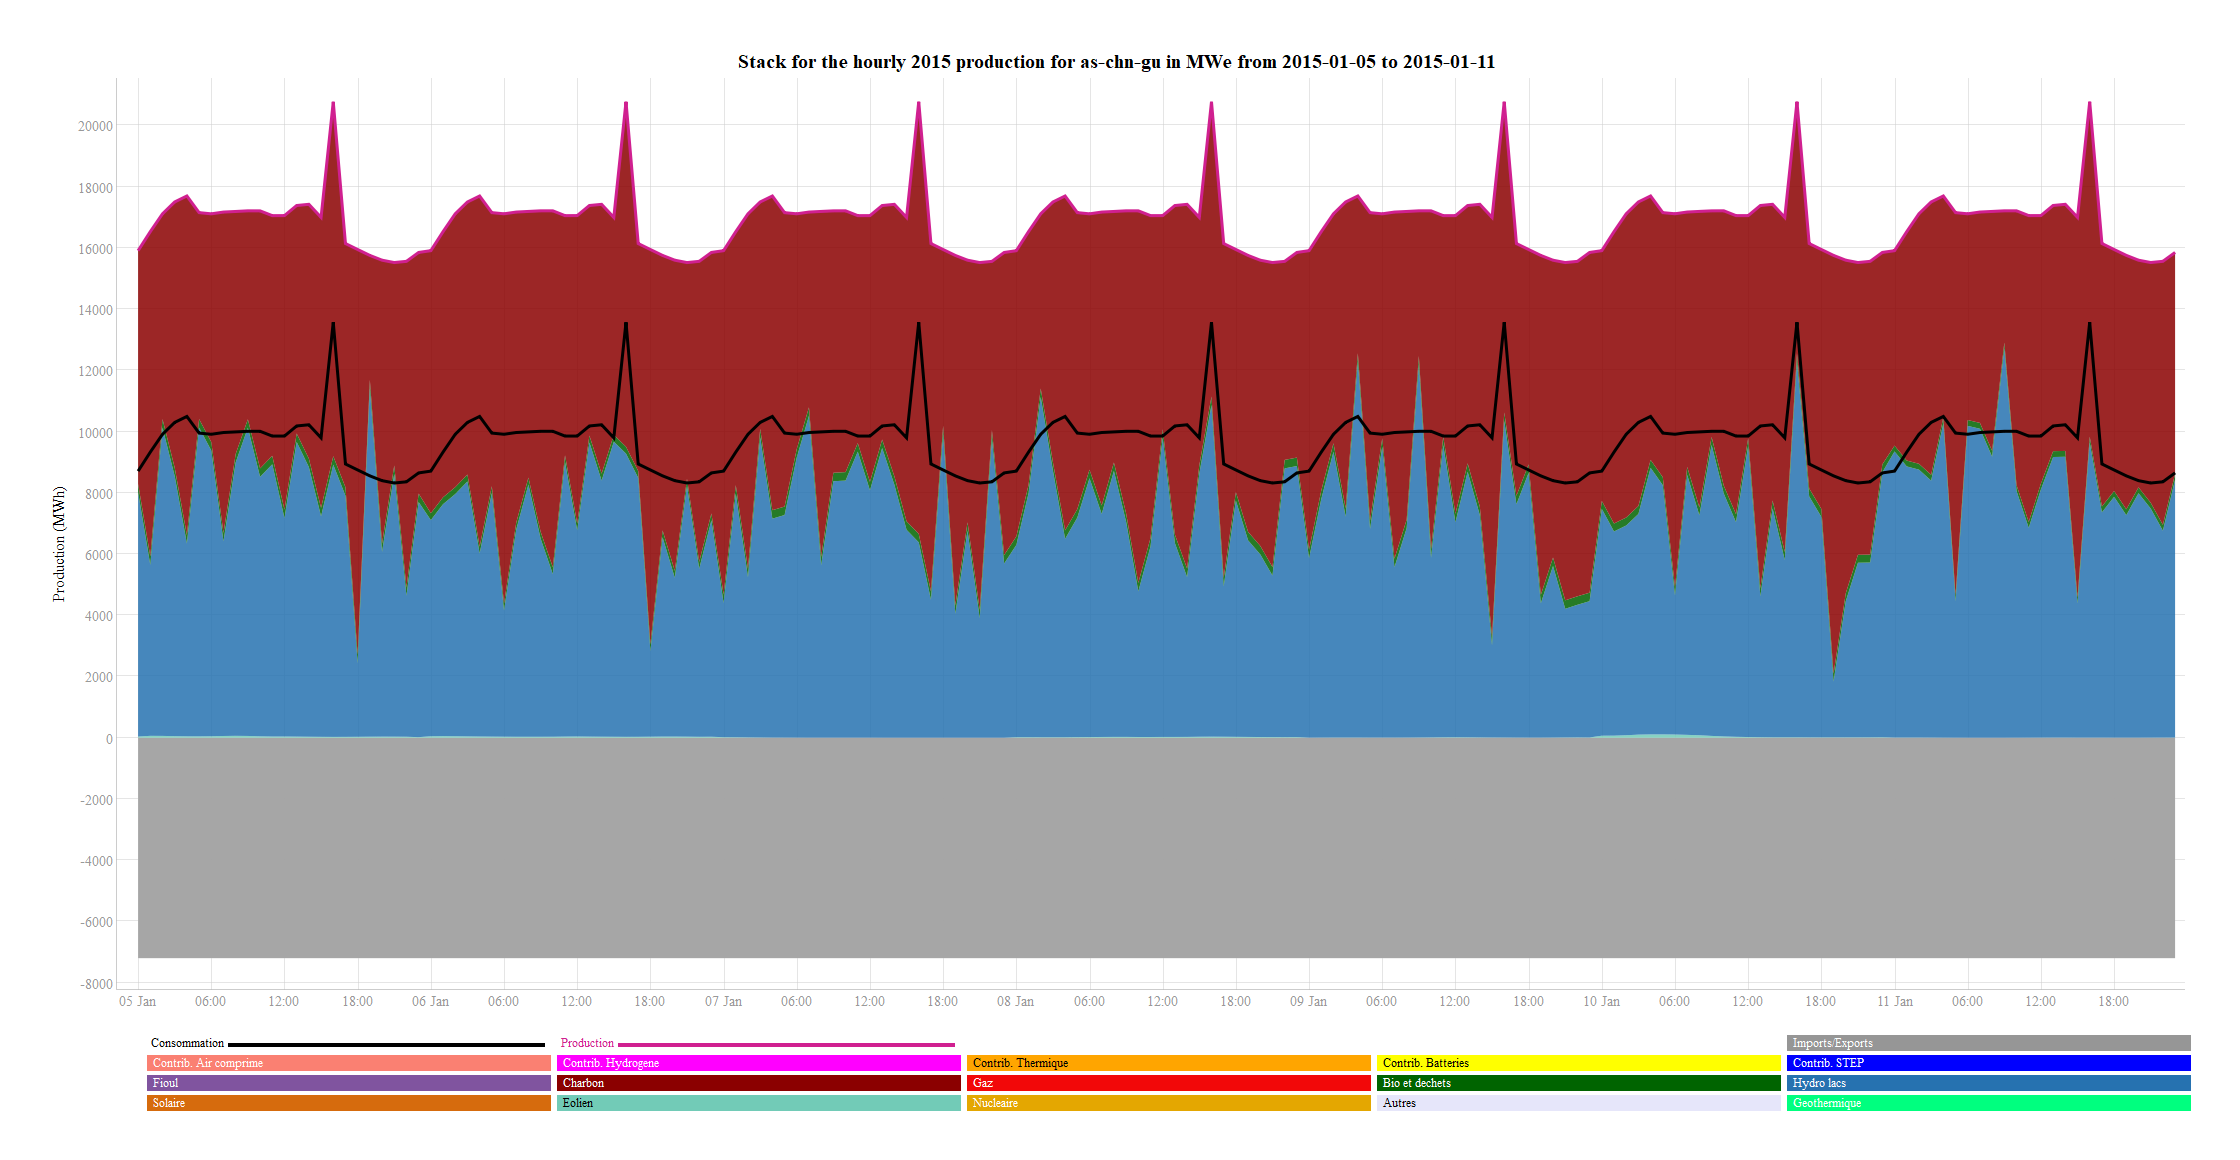 Stack for the hourly 2015 production for as-chn-gu in MWe from 2015-01-05 to 2015-01-11
Production (MWh)
20000
18000
16000
14000
12000
10000
8000
6000
4000
2000
0
-2000
-4000
-6000
-8000
05 Jan 06:00 12:00 18:00 06 Jan 06:00 12:00 18:00 07 Jan 06:00 12:00 18:00 08 Jan 06:00 12:00 18:00 09 Jan 06:00 12:00 18:00 10 Jan 06:00 12:00 18:00 11 Jan 06:00 12:00 18:00
Consommation Production Imports/Exports
Contrib. Air comprime Contrib. Hydrogene Contrib. Thermique Contrib. Batteries Contrib. STEP
Fioul Charbon Gaz Bio et dechets Hydro lacs
Solaire Eolien Nucleaire Autres Geothermique